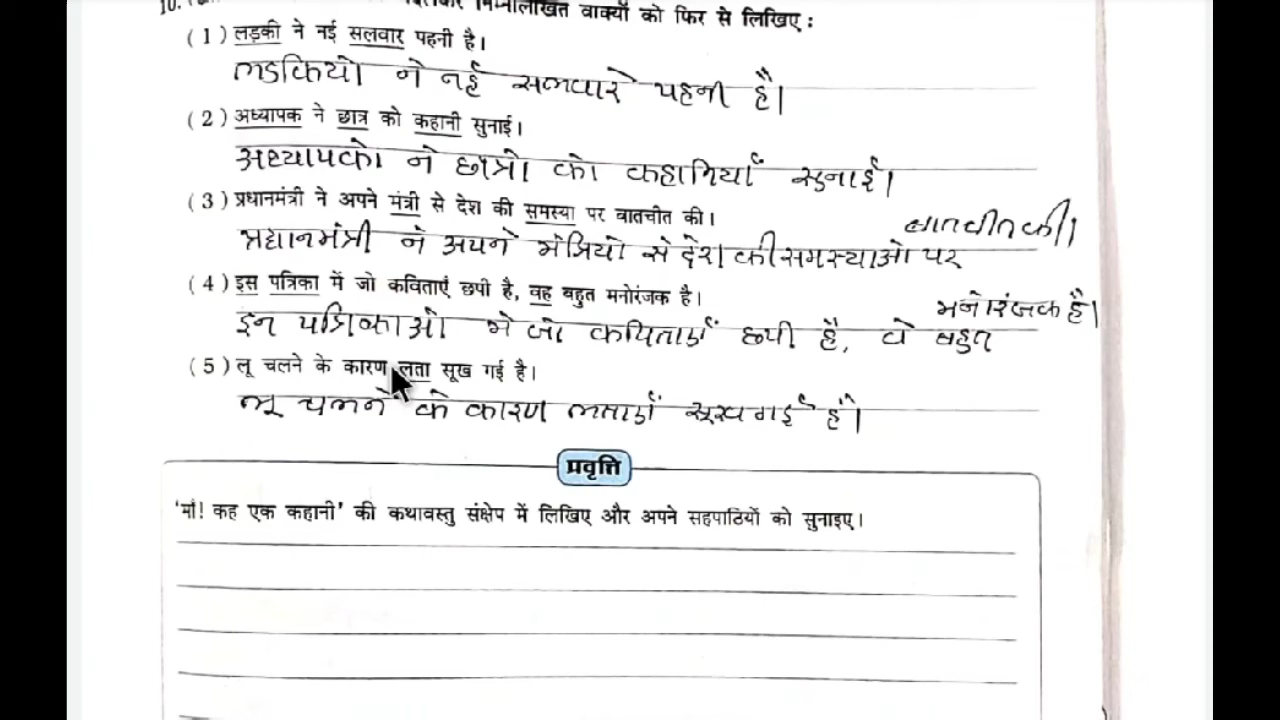 10. निम्नलिखित वाक्यों को फिर से लिखिए :
(1) लड़की ने नई सलवार पहनी है।
लडकियो ने नई सलवारे पहनी है।
(2) अध्यापक ने छात्र को कहानी सुनाई।
अध्यापको ने छात्रो को कहानियाँ सुनाई।
(3) प्रधानमंत्री ने अपने मंत्री से देश की समस्या पर बातचीत की।
प्रधानमंत्री ने अपने मंत्रियो से देश की समस्याओ पर बातचीत की।
(4) इस पत्रिका में जो कविताएँ छपी है, वह बहुत मनोरंजक है।
इन पत्रिकाओ मे जो कविताएँ छपी है, वे बहुत मनोरंजक है।
(5) लू चलने के कारण लता सूख गई है।
लू चलने के कारण लताएँ सूख गई है।
प्रवृत्ति
'माँ! कह एक कहानी' की कथावस्तु संक्षेप में लिखिए और अपने सहपाठियों को सुनाइए।